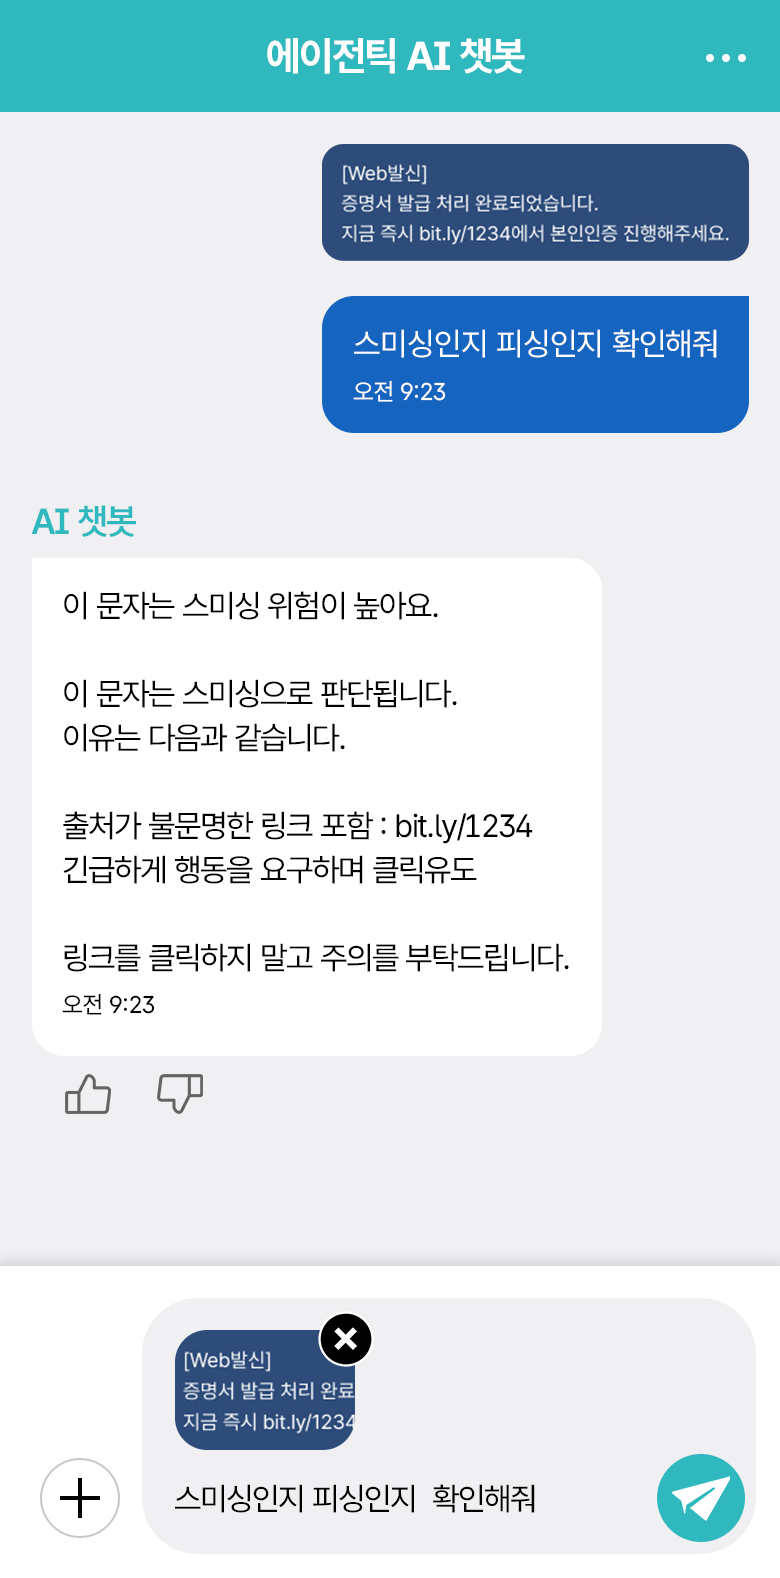 에이전틱 AI 챗봇
[Web발신]
증명서 발급 처리 완료되었습니다.
지금 즉시 bit.ly/1234에서 본인인증 진행해주세요.
스미싱인지 피싱인지 확인해줘
오전 9:23
AI 챗봇
이 문자는 스미싱 위험이 높아요.
이 문자는 스미싱으로 판단됩니다.
이유는 다음과 같습니다.
출처가 불문명한 링크 포함 : bit.ly/1234
긴급하게 행동을 요구하며 클릭유도
링크를 클릭하지 말고 주의를 부탁드립니다.
오전 9:23
[Web발신]
증명서 발급 처리 완료
지금 즉시 bit.ly/1234
스미싱인지 피싱인지 확인해줘